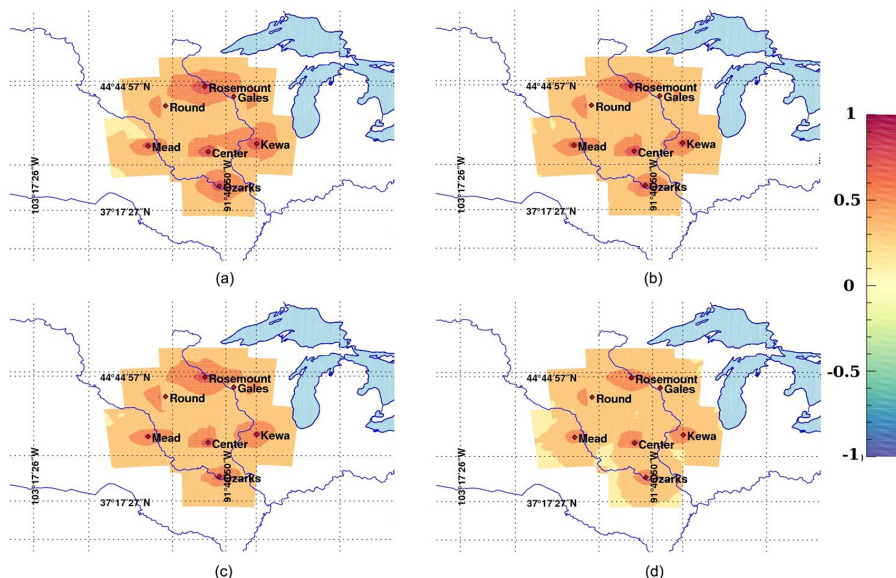 44°44'57"N
Rosemount
Gales
Round
Mead
Center
Kewa
Ozarks
103°17'26"W
91°40'50"W
37°17'27"N
(a)
44°44'57"N
Rosemount
Gales
Round
Mead
Center
Kewa
Ozarks
103°17'26"W
91°40'50"W
37°17'27"N
(b)
44°44'57"N
Rosemount
Gales
Round
Mead
Center
Kewa
Ozarks
103°17'26"W
91°40'50"W
37°17'27"N
(c)
44°44'57"N
Rosemount
Gales
Round
Mead
Center
Kewa
Ozarks
103°17'26"W
91°40'50"W
37°17'27"N
(d)
1
0.5
0
-0.5
-1